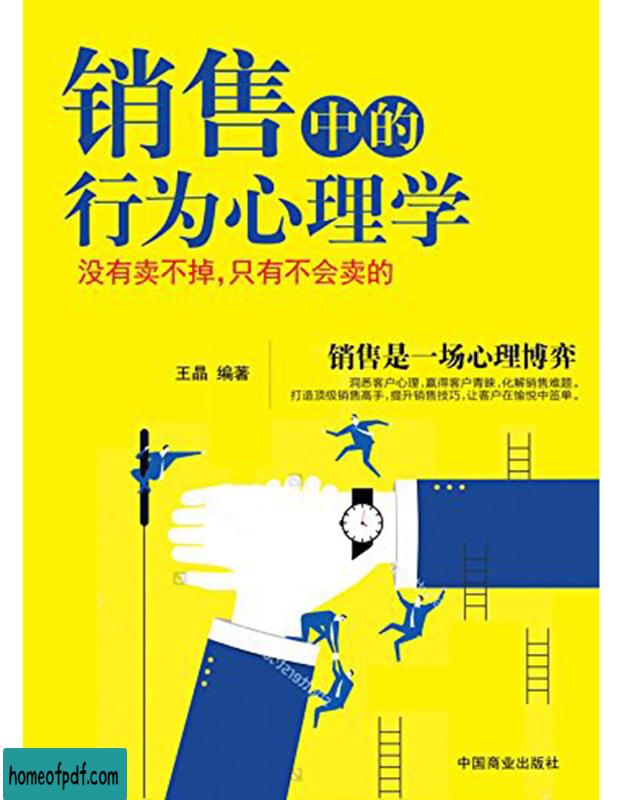 销售中的
行为心理学
没有卖不掉,只有不会卖的
王晶 编著
销售是一场心理博弈
洞悉客户心理,赢得客户青睐,化解销售难题。
打造顶级销售高手,提升销售技巧,让客户在愉悦中签单。
中国商业出版社
homeofpdf.com